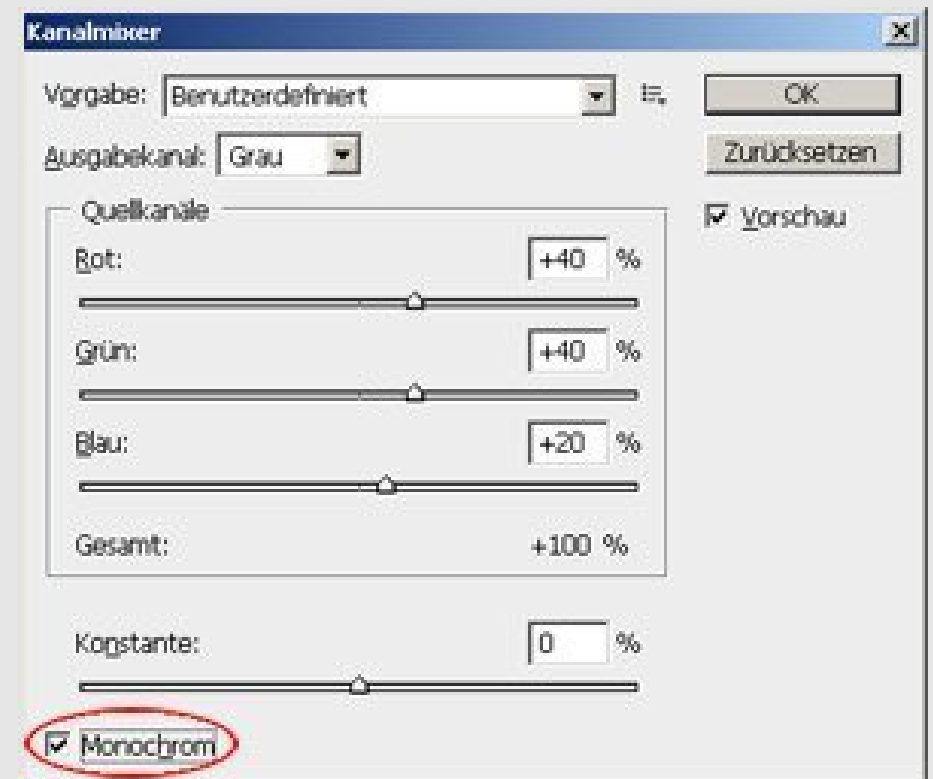 Kanalmixer
Vorgabe: Benutzerdefiniert
OK
Ausgabekanal: Grau
Zurücksetzen
Quellkanäle
Vorschau
Rot: +40 %
Grün: +40 %
Blau: +20 %
Gesamt: +100 %
Konstante: 0 %
Monochrom